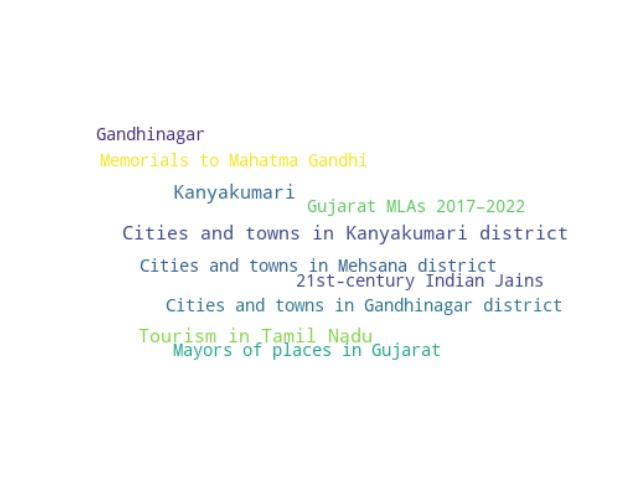 Gandhinagar
Memorials to Mahatma Gandhi
Kanyakumari
Gujarat MLAs 2017–2022
Cities and towns in Kanyakumari district
Cities and towns in Mehsana district
21st-century Indian Jains
Cities and towns in Gandhinagar district
Tourism in Tamil Nadu
Mayors of places in Gujarat